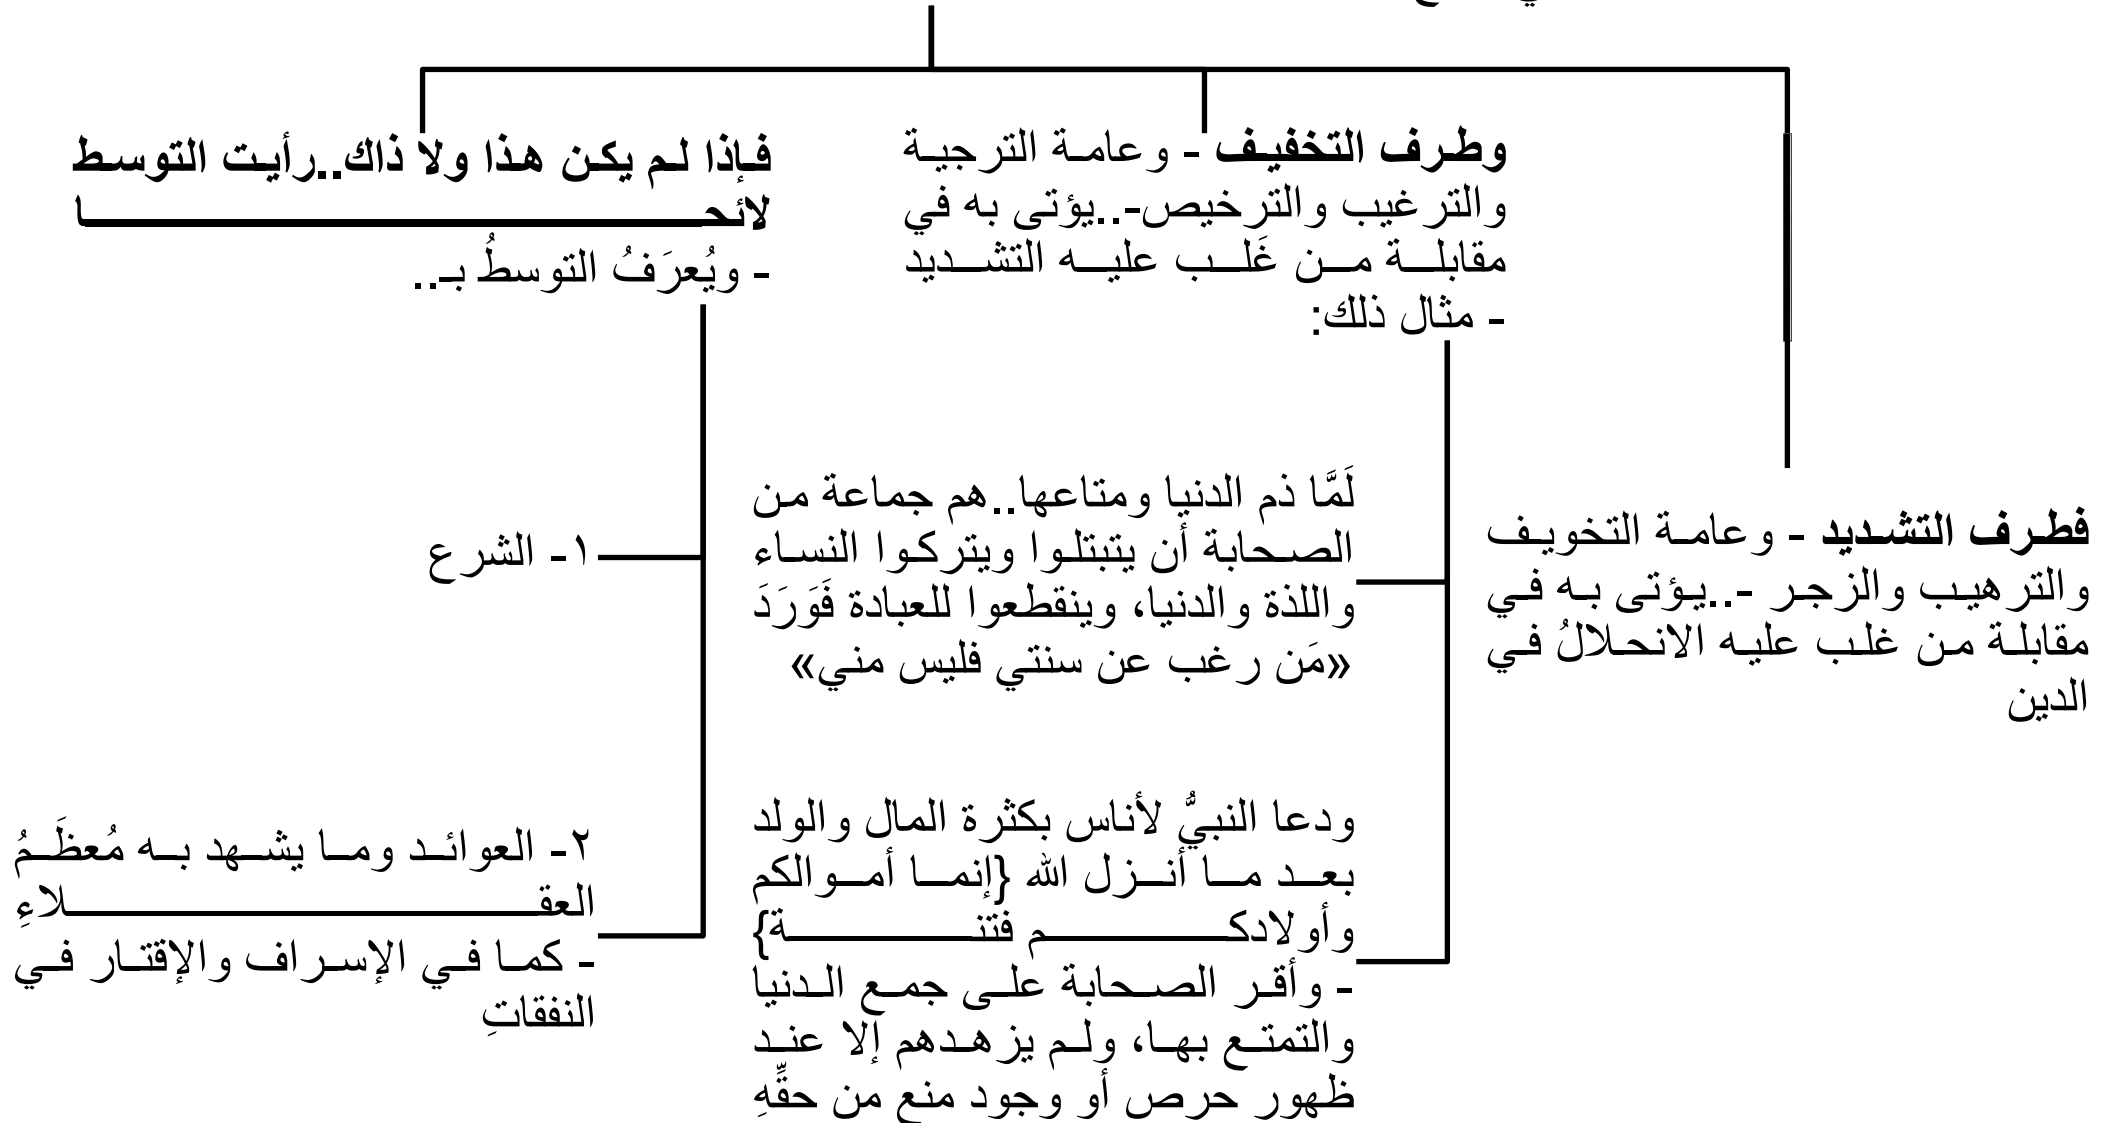 فطرف التشديد - وعامة التخويف
والترهيب والزجر -..يؤتى به في
مقابلة من غلب عليه الانحلالُ في
الدين
وطرف التخفيف - وعامة الترجية
والترغيب والترخيص-..يؤتى به في
مقابلة من غَلب عليه التشديد
- مثال ذلك:
لَمَّا ذم الدنيا ومتاعها..هم جماعة من
الصحابة أن يتبتلوا ويتركوا النساء
واللذة والدنيا، وينقطعوا للعبادة فَوَرَدَ
«مَن رغب عن سنتي فليس مني»
ودعا النبيُّ لأناس بكثرة المال والولد
بعد ما أنزل الله {إنما أموالكم
وأولادكم فتنة}
- وأقر الصحابة على جمع الدنيا
والتمتع بها، ولم يزهدهم إلا عند
ظهور حرص أو وجود منع من حقِّهِ
فإذا لم يكن هذا ولا ذاك..رأيت التوسط
لائحا
- ويُعرَفُ التوسطُ بـ..
١- الشرع
٢- العوائد وما يشهد به مُعظَمُ
العقلاءِ
- كما في الإسراف والإقتار في
النفقاتِ